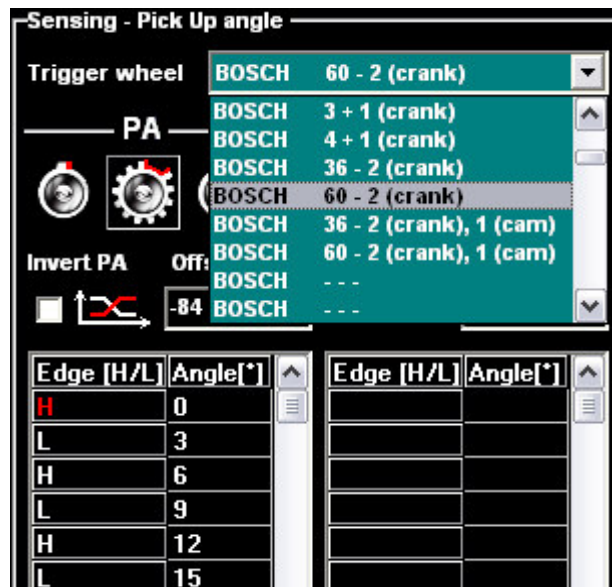 Sensing - Pick Up angle
Trigger wheel BOSCH 60 - 2 (crank)
PA
BOSCH 3 + 1 (crank)
BOSCH 4 + 1 (crank)
BOSCH 36 - 2 (crank)
BOSCH 60 - 2 (crank)
BOSCH 36 - 2 (crank), 1 (cam)
BOSCH 60 - 2 (crank), 1 (cam)
BOSCH - - -
BOSCH - - -
Invert PA
-84
Edge [H/L] Angle[°] Edge [H/L] Angle[°]
H 0
L 3
H 6
L 9
H 12
L 15